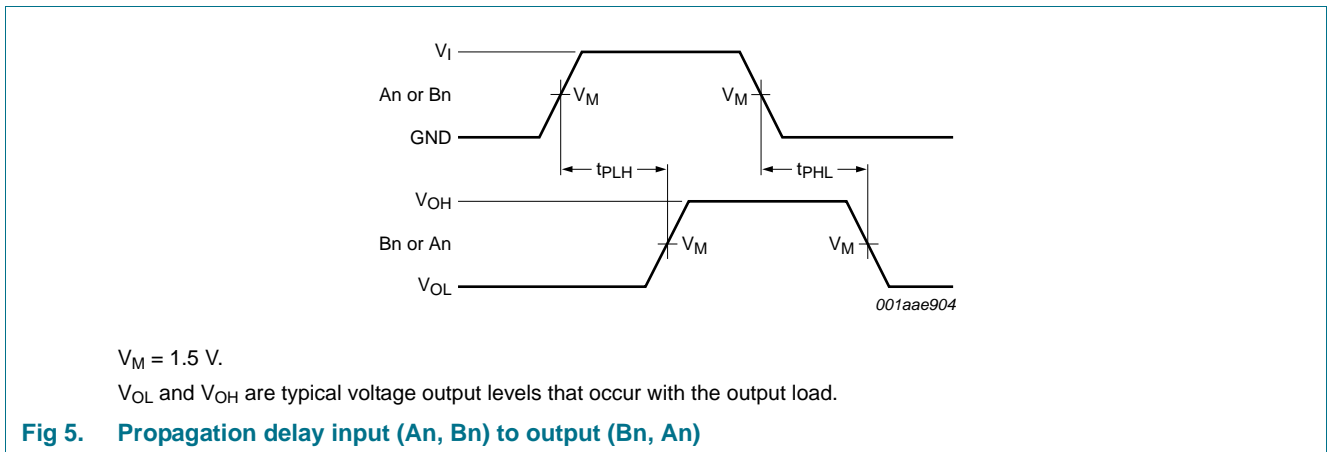 VI
An or Bn
VM
VM
GND
tPLH
tPHL
VOH
Bn or An
VM
VM
VOL
001aae904
VM = 1.5 V.
VOL and VOH are typical voltage output levels that occur with the output load.
Fig 5. Propagation delay input (An, Bn) to output (Bn, An)